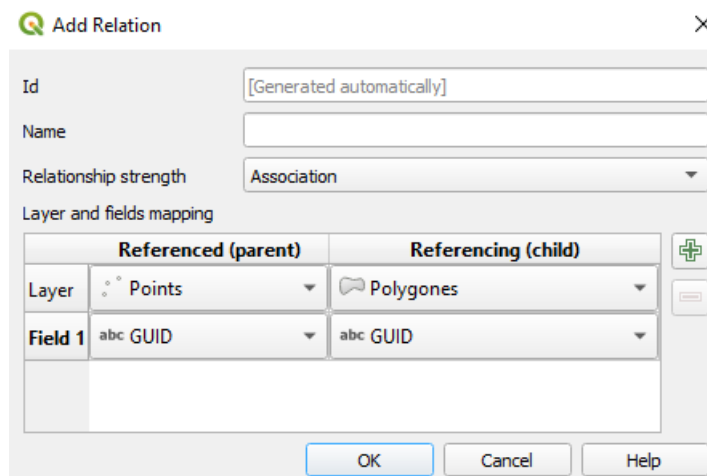 Add Relation
Id [Generated automatically]
Name
Relationship strength Association
Layer and fields mapping
Referenced (parent) Referencing (child)
Layer Points Polygones
Field 1 abc GUID abc GUID
OK Cancel Help